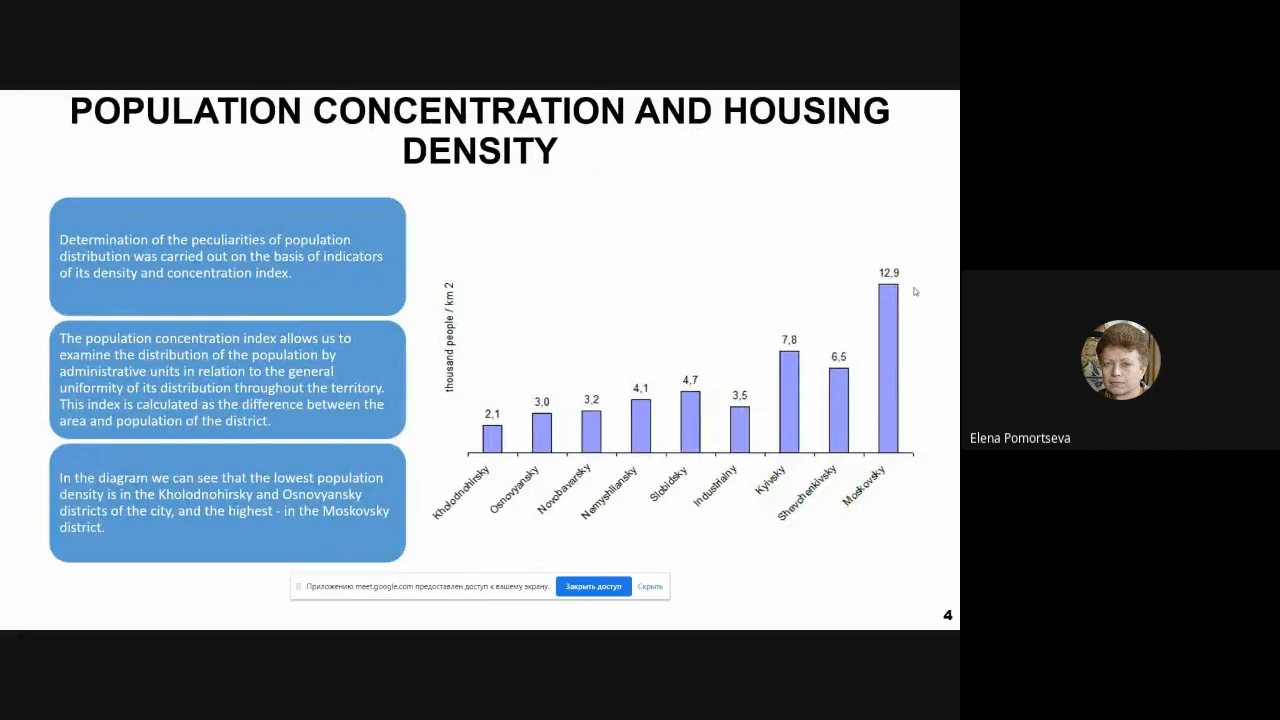 POPULATION CONCENTRATION AND HOUSING
DENSITY
Determination of the peculiarities of population
distribution was carried out on the basis of indicators
of its density and concentration index.
The population concentration index allows us to
examine the distribution of the population by
administrative units in relation to the general
uniformity of its distribution throughout the territory.
This index is calculated as the difference between the
area and population of the district.
In the diagram we can see that the lowest population
density is in the Kholodnohirsky and Osnovyansky
districts of the city, and the highest - in the Moskovsky
district.
thousand people / km 2
2,1
3,0
3,2
4,1
4,7
3,5
7,8
6,5
12,9
Kholodnohirsky
Osnovyansky
Novobavarsky
Nemyshliansky
Slobidsky
Industrialny
Kyivsky
Shevchenkivsky
Moskovsky
Приложению meet.google.com предоставлен доступ к вашему экрану.
Закрыть доступ
Скрыть
4
Elena Pomortseva